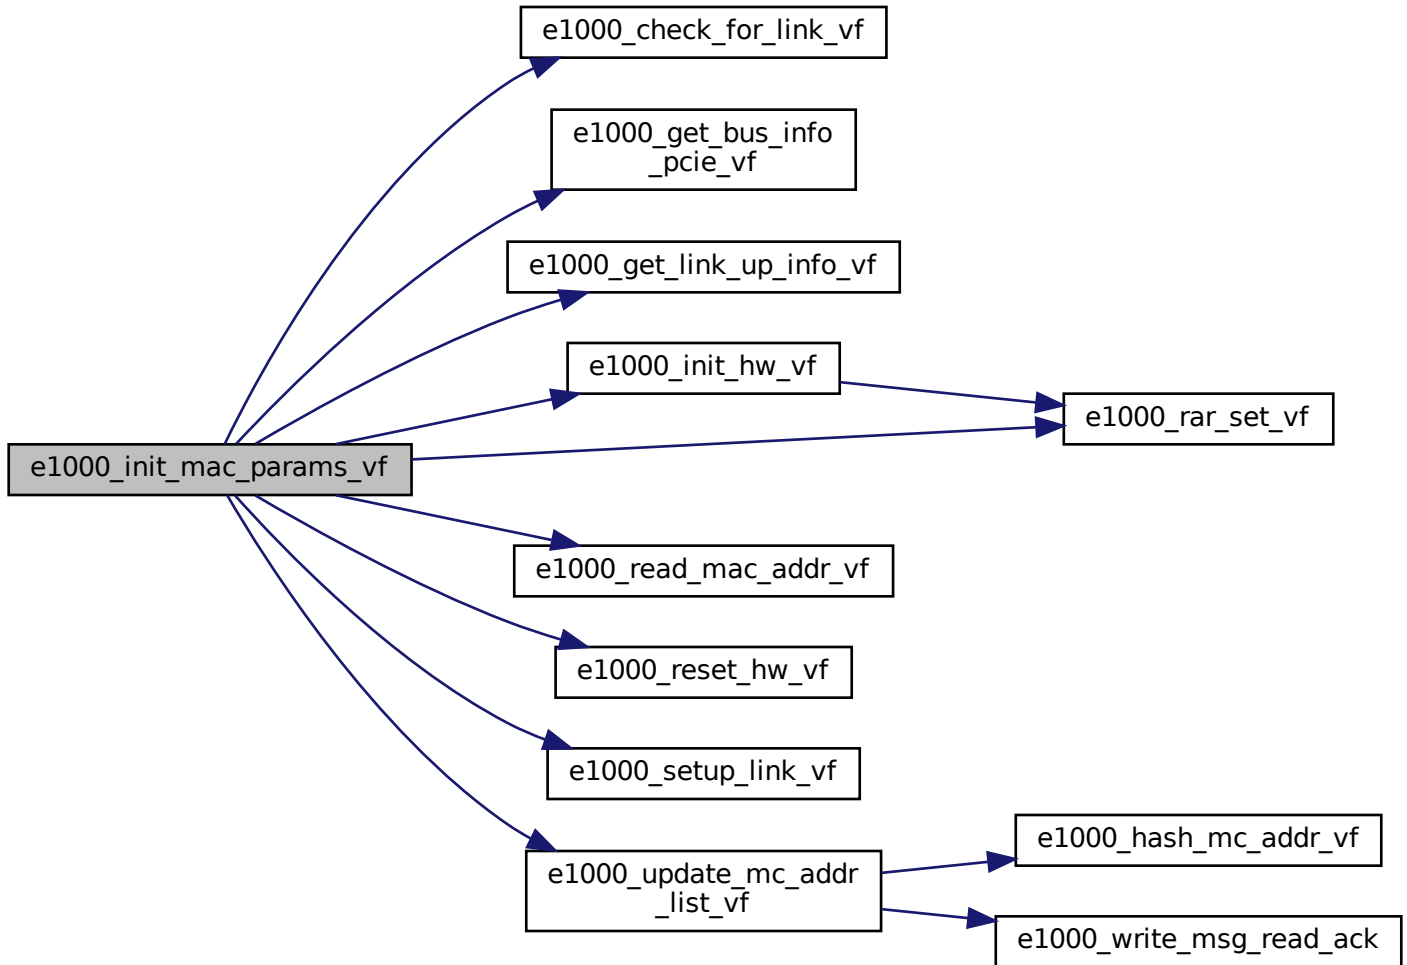 e1000_check_for_link_vf
e1000_get_bus_info
_pcie_vf
e1000_get_link_up_info_vf
e1000_init_hw_vf
e1000_rar_set_vf
e1000_init_mac_params_vf
e1000_read_mac_addr_vf
e1000_reset_hw_vf
e1000_setup_link_vf
e1000_hash_mc_addr_vf
e1000_update_mc_addr
_list_vf
e1000_write_msg_read_ack